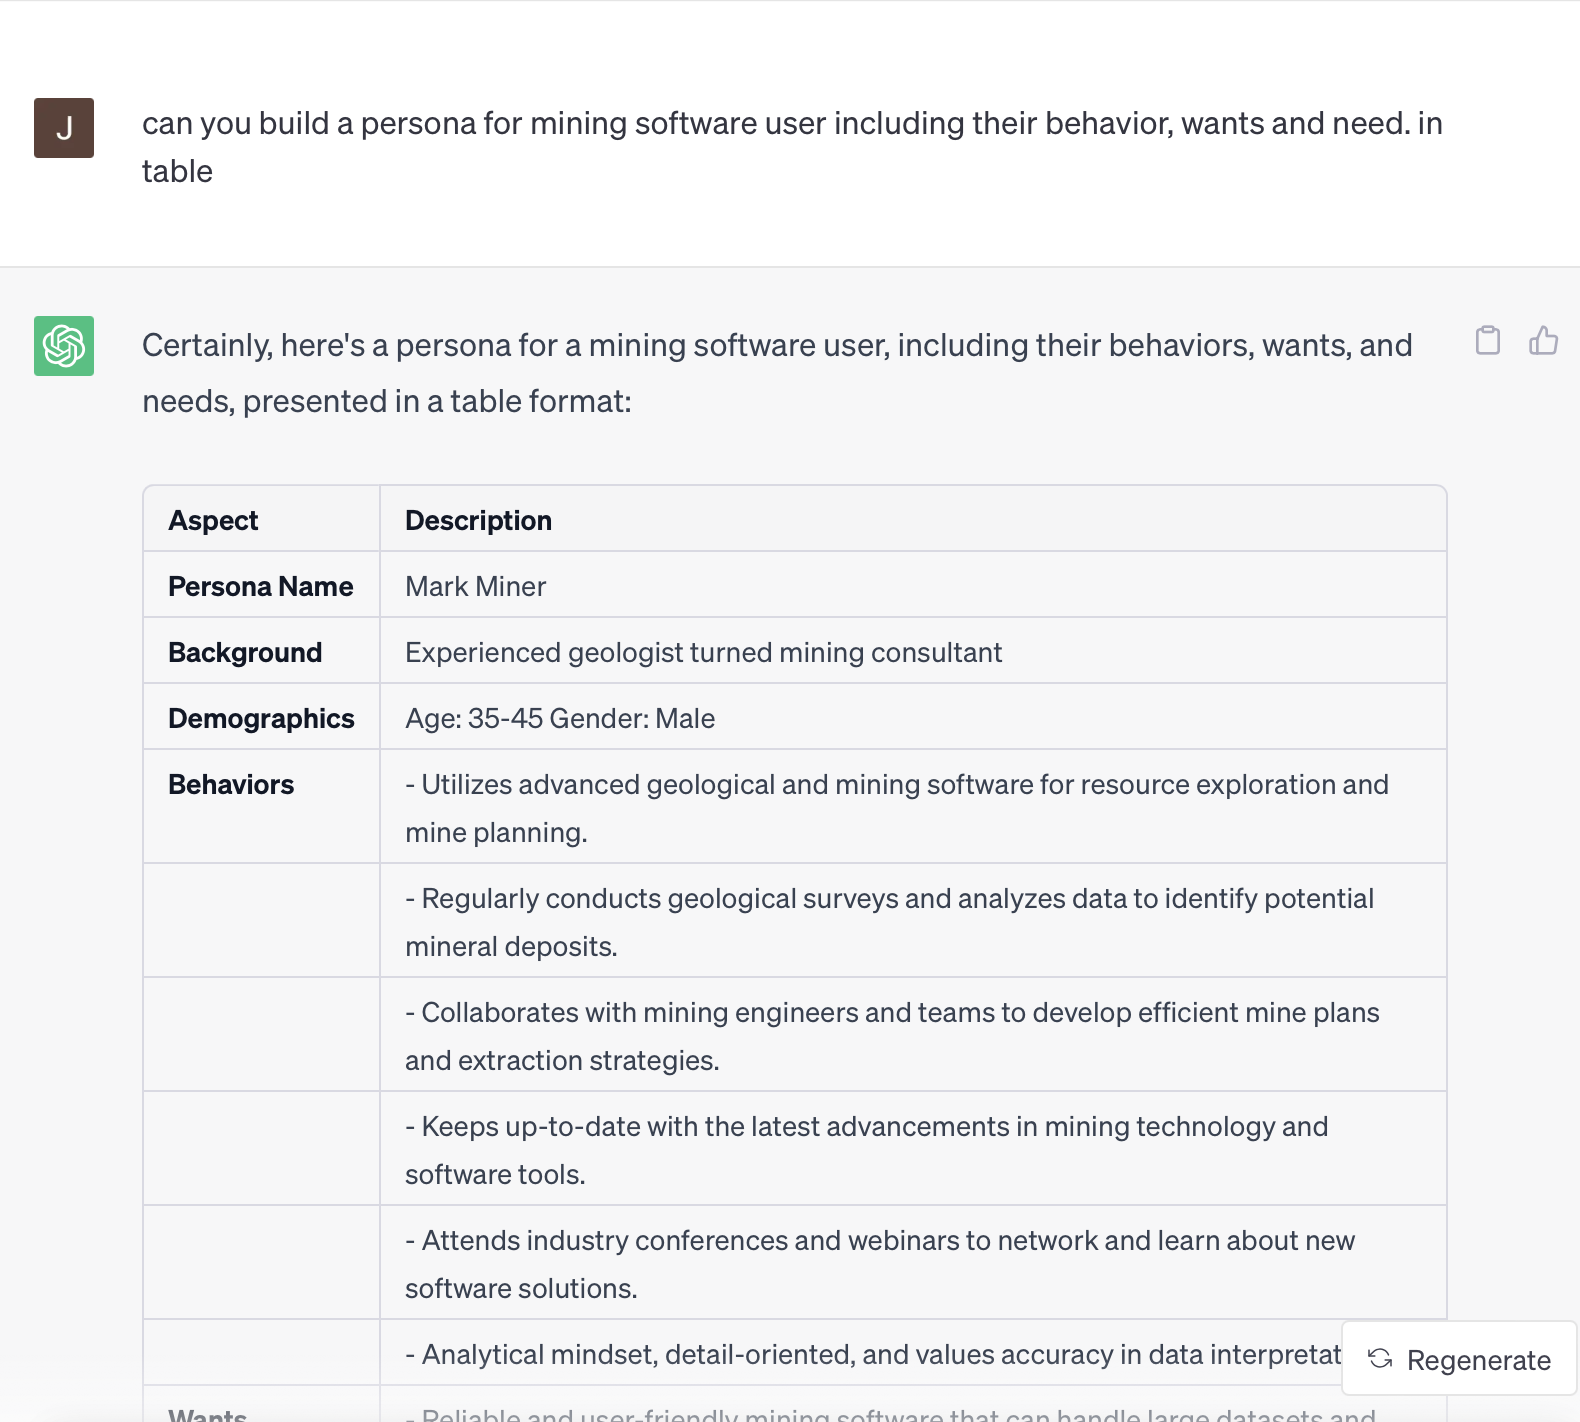 J
can you build a persona for mining software user including their behavior, wants and need. in
table
Certainly, here's a persona for a mining software user, including their behaviors, wants, and
needs, presented in a table format:
Aspect Description
Persona Name Mark Miner
Background Experienced geologist turned mining consultant
Demographics Age: 35-45 Gender: Male
Behaviors - Utilizes advanced geological and mining software for resource exploration and
mine planning.
- Regularly conducts geological surveys and analyzes data to identify potential
mineral deposits.
- Collaborates with mining engineers and teams to develop efficient mine plans
and extraction strategies.
- Keeps up-to-date with the latest advancements in mining technology and
software tools.
- Attends industry conferences and webinars to network and learn about new
software solutions.
- Analytical mindset, detail-oriented, and values accuracy in data interpretat
Regenerate
Wants - Reliable and user-friendly mining software that can handle large datasets and